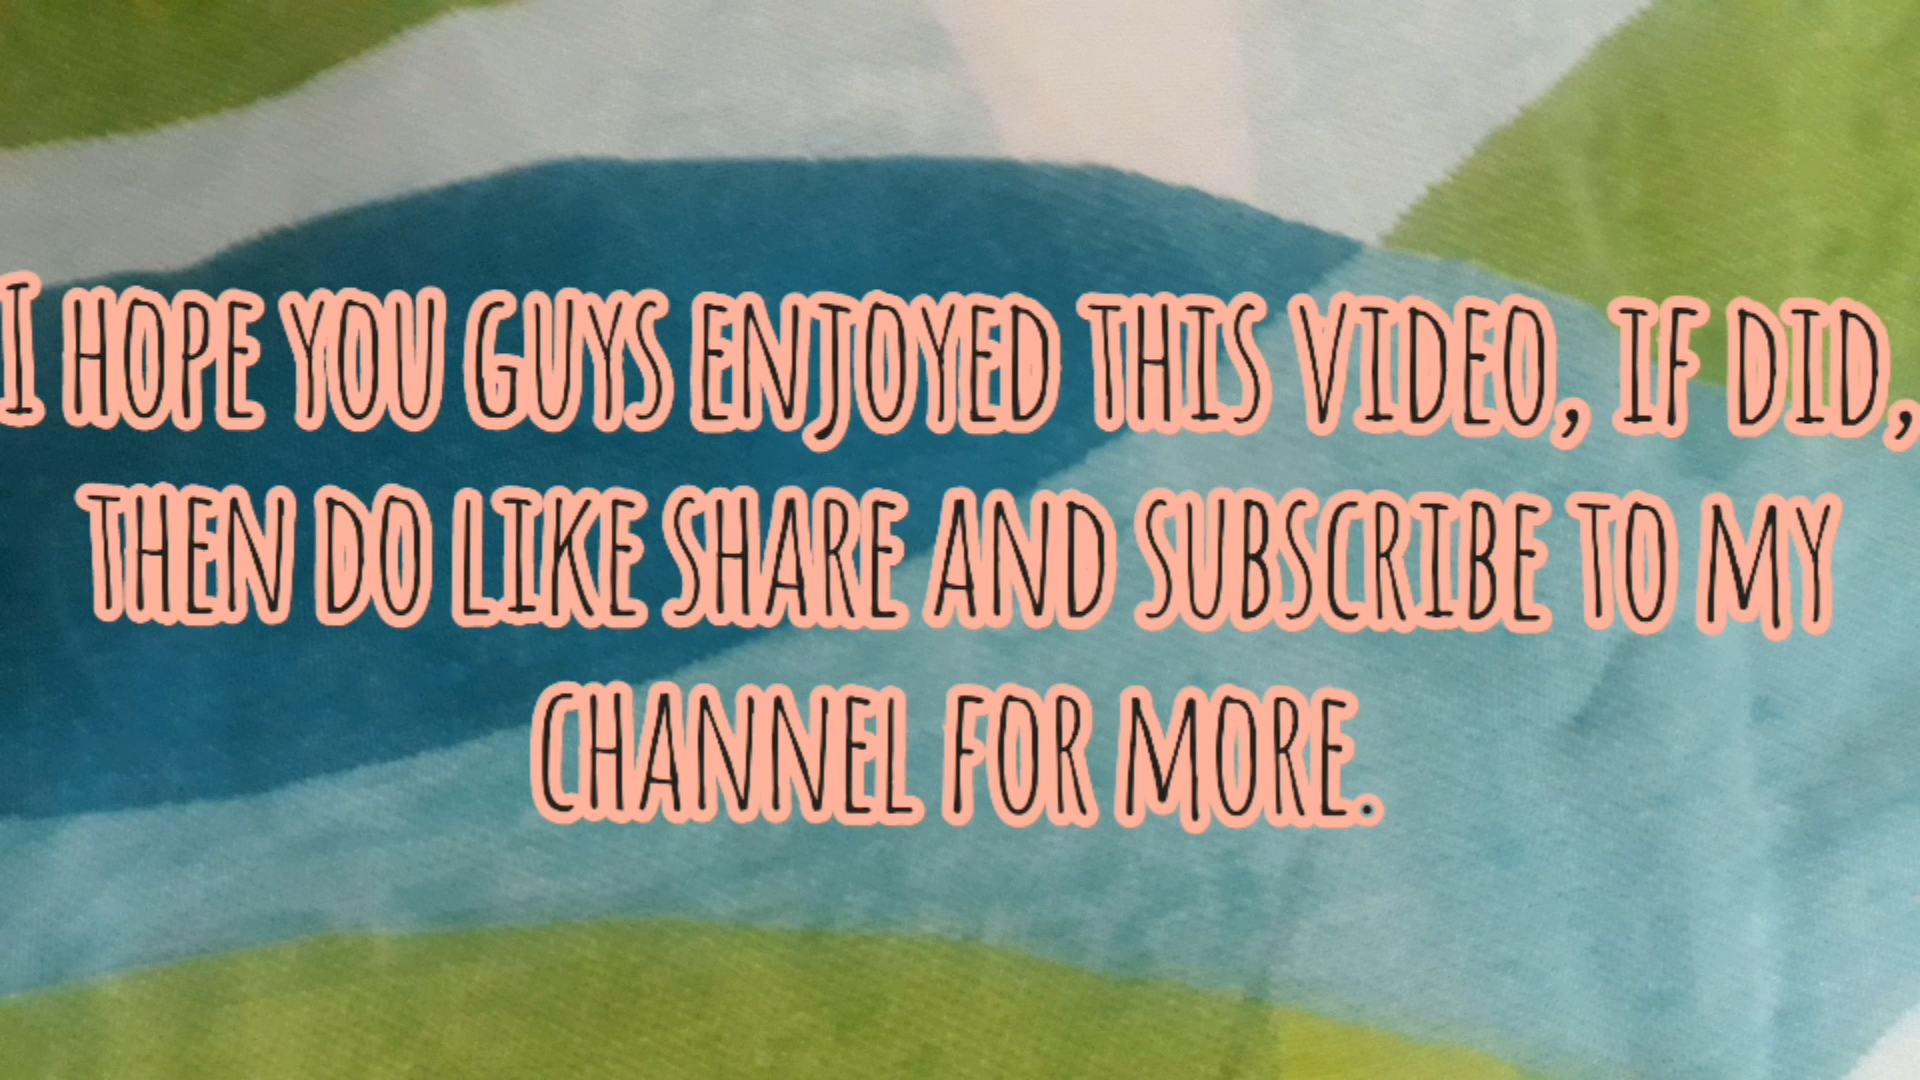 I HOPE YOU GUYS ENJOYED THIS VIDEO, IF DID,
THEN DO LIKE SHARE AND SUBSCRIBE TO MY
CHANNEL FOR MORE.